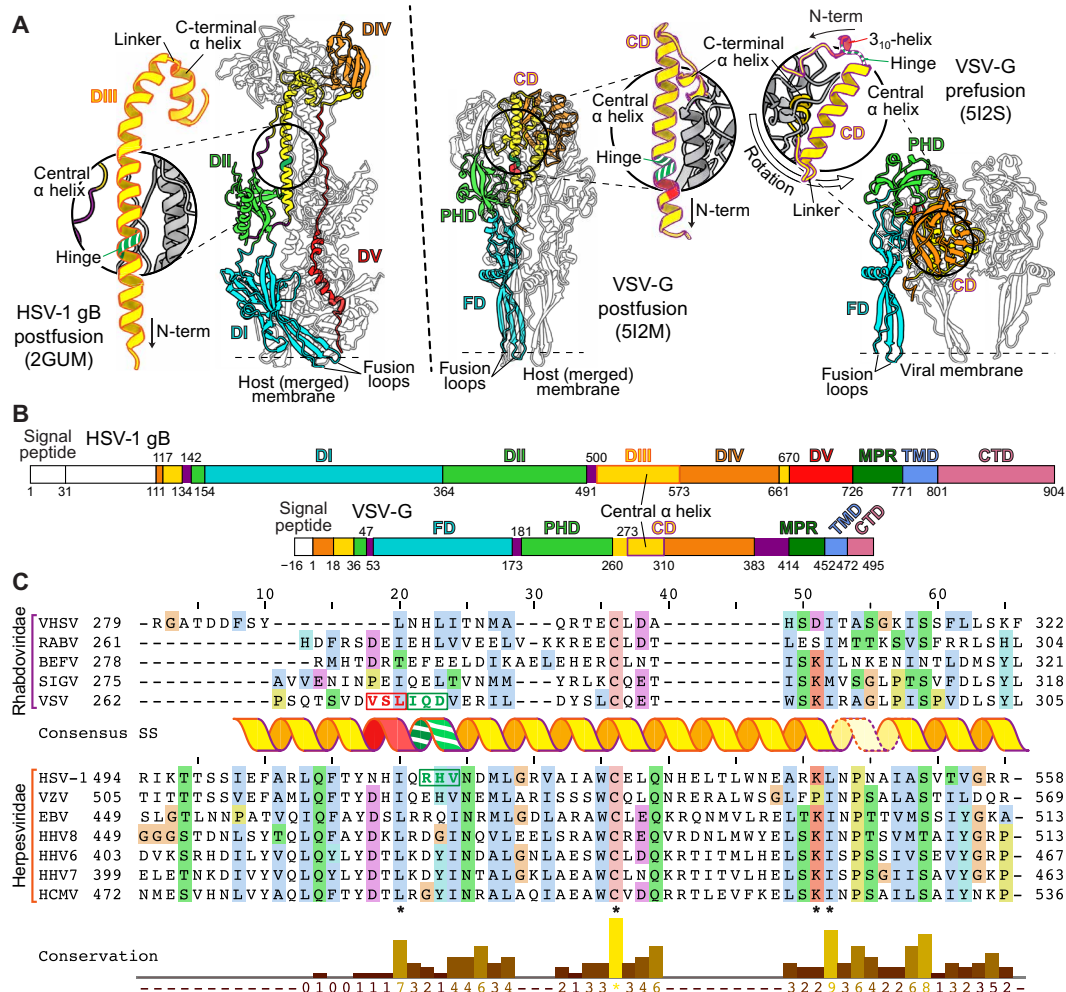 A
C-terminal
α helix
Linker
DIV
DIII
Central
α helix
DII
Hinge
DV
HSV-1 gB
postfusion
(2GUM)
N-term
DI
Fusion
loops
Host (merged)
membrane
CD
CD
C-terminal
α helix
Central
α helix
Hinge
N-term
PHD
FD
VSV-G
postfusion
(5I2M)
Fusion
loops
Host (merged)
membrane
N-term
3₁₀-helix
Hinge
Central
α helix
CD
Rotation
Linker
VSV-G
prefusion
(5I2S)
PHD
FD
CD
Fusion
loops
Viral membrane
B
Signal
peptide
HSV-1 gB
117 142 DI DII 500 DIII DIV 670 DV MPR TMD CTD
1 31 111 134 154 364 491 573 661 726 771 801 904
Signal
peptide
VSV-G
Central α helix
47 FD 181 PHD 273 CD MPR TMD CTD
−16 1 18 36 53 173 260 310 383 414 452 472 495
C
10 20 30 40 50 60
Rhabdoviridae
VHSV 279 -RGATDDFSY---------LNHLITNMA---QRTECLDA---------HSDITASGKISSFLLSKF 322
RABV 261 ------------HDFRSDEIEHLVVEELV-KKREECLDA---------LESIMTTKSVSFRRLSHL 304
BEFV 278 -------------RMHTDRTEFEELDIKAELEHERCLNT---------ISKILNKENINTLDMSYL 321
SIGV 275 ----------AVVENINPEIQELTVNMM---YRSHCLKT---------ISKMVSGLPTSVFDLSYL 318
VSV 262 ----------PSQTSVDVSLIQDVERIL---DYSLCQET---------WSKIRAGLPISPVDLSYL 305
Consensus SS
Herpesviridae
HSV-1 494 RIKTTSSIEFARLQFTYNHIQRHVNDMLGRVAIAWCELQNHELTLWNEARKLNPNAIASVTVGRR- 558
VZV 505 TITTTSSVEFAMLQFTYDHIQEHVNEMLARISSSWCQLQNRERALWSGLFPINPSALASTILDQR- 569
EBV 449 SLGTLNNPATVQIQFAYDSLRRQINRMLGDLARAWCLEQKRQNMVLRELTKINPTTVMSSIYGKA- 513
HHV8 449 GGGSTDNLSYTQLQFAYDKLRDGINQVLEELSRAWCREQVRDNLMWYELSKINPTSVMTAIYGRP- 513
HHV6 403 DVKSRHDILYVQLQYLYDTLKDYINDALGNLAESWCLDQKRTITMLHELSKISPSSIVSEVYGRP- 467
HHV7 399 ELETNKDILYVQLQYLYDTLKDYINTALGKLAEAWCLNQKRTITVLHELSKISPSGIISAVYGKP- 463
HCMV 472 NMESVHNLVYAQLQFTYDTLRGYINRALAQIAEAWCVDQRRTLEVFKELSKINPSAILSAIYNKP- 536
* * * *
Conservation
------------0100111732144634---2133*346---------32293643268132352-